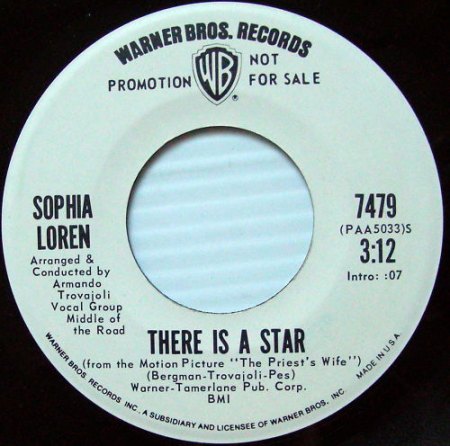 WARNER BROS. RECORDS
PROMOTION
NOT
FOR SALE
WB
®
SOPHIA
LOREN
Arranged &
Conducted by
Armando
Trovajoli
Vocal Group
Middle of
the Road
7479
(PAA5033)S
3:12
Intro: :07
THERE IS A STAR
(from the Motion Picture "The Priest's Wife")
(Bergman-Trovajoli-Pes)
Warner-Tamerlane Pub. Corp.
BMI
WARNER BROS. RECORDS INC., A SUBSIDIARY AND LICENSEE OF WARNER BROS. INC. MADE IN U.S.A.